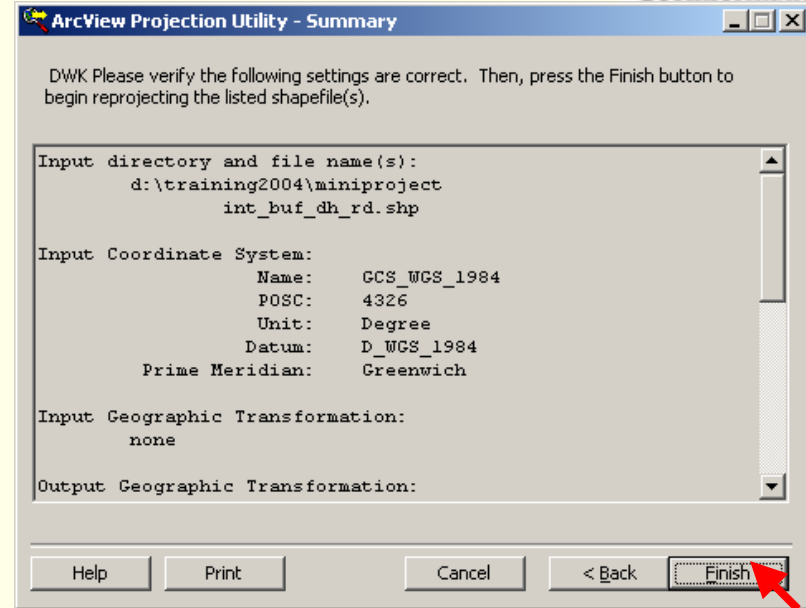 ArcView Projection Utility - Summary
DWK Please verify the following settings are correct.  Then, press the Finish button to
begin reprojecting the listed shapefile(s).
Input directory and file name(s):
d:\training2004\miniproject
int_buf_dh_rd.shp
Input Coordinate System:
Name: GCS_WGS_1984
POSC: 4326
Unit: Degree
Datum: D_WGS_1984
Prime Meridian: Greenwich
Input Geographic Transformation:
none
Output Geographic Transformation:
Help Print Cancel < Back Finish